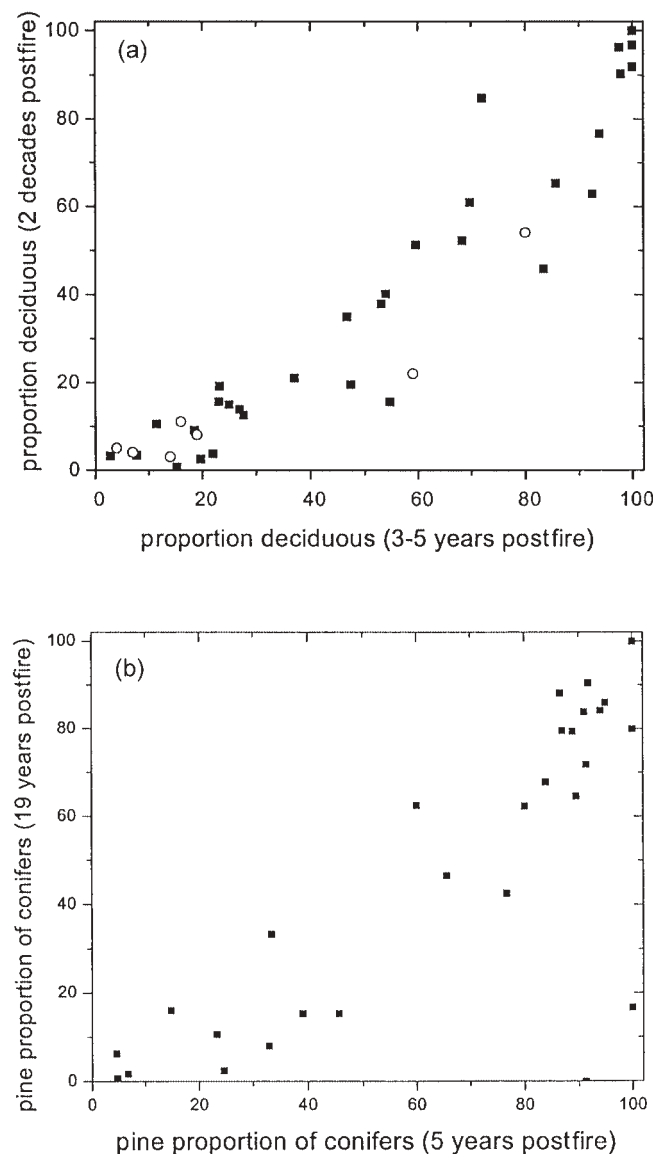 (a)
proportion deciduous (2 decades postfire)
100
80
60
40
20
0
0 20 40 60 80 100
proportion deciduous (3-5 years postfire)
(b)
pine proportion of conifers (19 years postfire)
100
80
60
40
20
0
0 20 40 60 80 100
pine proportion of conifers (5 years postfire)